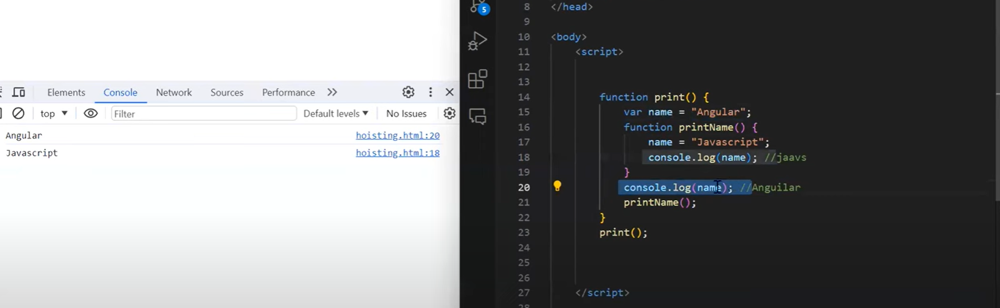 Elements Console Network Sources Performance
top Filter Default levels No Issues
Angular hoisting.html:20
Javascript hoisting.html:18
5
8 </head>
9
10 <body>
11 <script>
12
13
14 function print() {
15 var name = "Angular";
16 function printName() {
17 name = "Javascript";
18 console.log(name); //jaavs
19 }
20 console.log(name); //Anguilar
21 printName();
22 }
23 print();
24
25
26
27 </script>
28